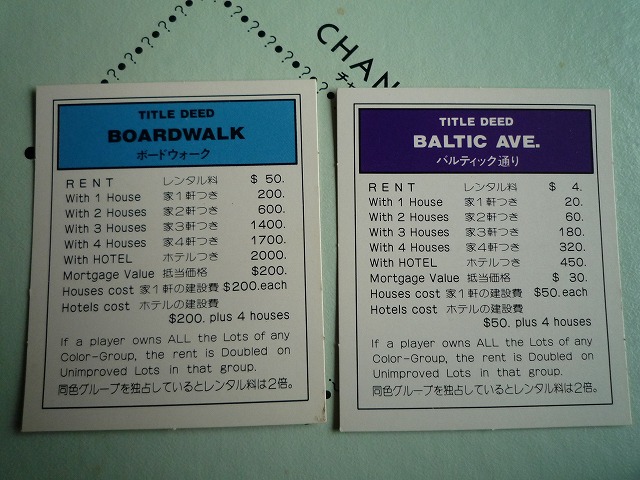 CHAN
チャ
TITLE DEED
BOARDWALK
ボードウォーク
RENT レンタル料 $ 50.
With 1 House 家1軒つき 200.
With 2 Houses 家2軒つき 600.
With 3 Houses 家3軒つき 1400.
With 4 Houses 家4軒つき 1700.
With HOTEL ホテルつき 2000.
Mortgage Value 抵当価格 $200.
Houses cost 家1軒の建設費 $200.each
Hotels cost ホテルの建設費
$200. plus 4 houses
If a player owns ALL the Lots of any
Color-Group, the rent is Doubled on
Unimproved Lots in that group.
同色グループを独占しているとレンタル料は2倍。
TITLE DEED
BALTIC AVE.
バルティック通り
RENT レンタル料 $ 4.
With 1 House 家1軒つき 20.
With 2 Houses 家2軒つき 60.
With 3 Houses 家3軒つき 180.
With 4 Houses 家4軒つき 320.
With HOTEL ホテルつき 450.
Mortgage Value 抵当価格 $ 30.
Houses cost 家1軒の建設費 $50.each
Hotels cost ホテルの建設費
$50. plus 4 houses
If a player owns ALL the Lots of any
Color-Group, the rent is Doubled on
Unimproved Lots in that group.
同色グループを独占しているとレンタル料は2倍。